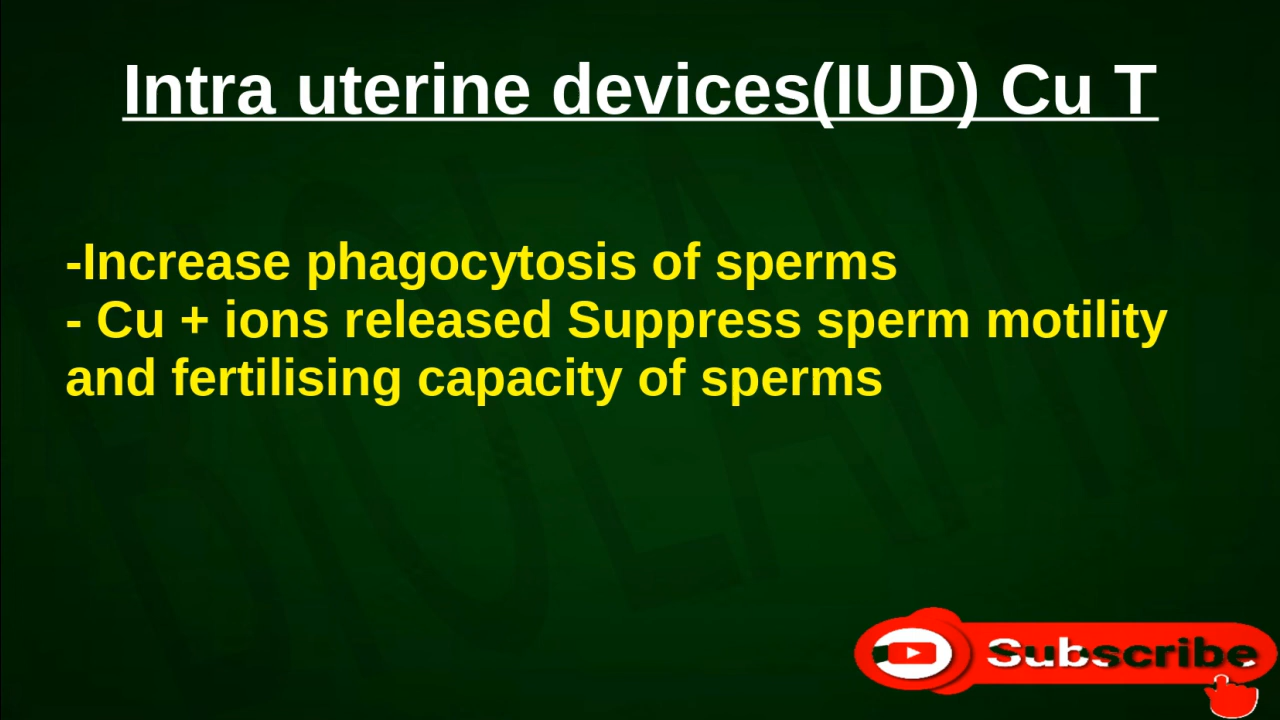 Intra uterine devices(IUD) Cu T
-Increase phagocytosis of sperms
- Cu + ions released Suppress sperm motility
and fertilising capacity of sperms
Subscribe